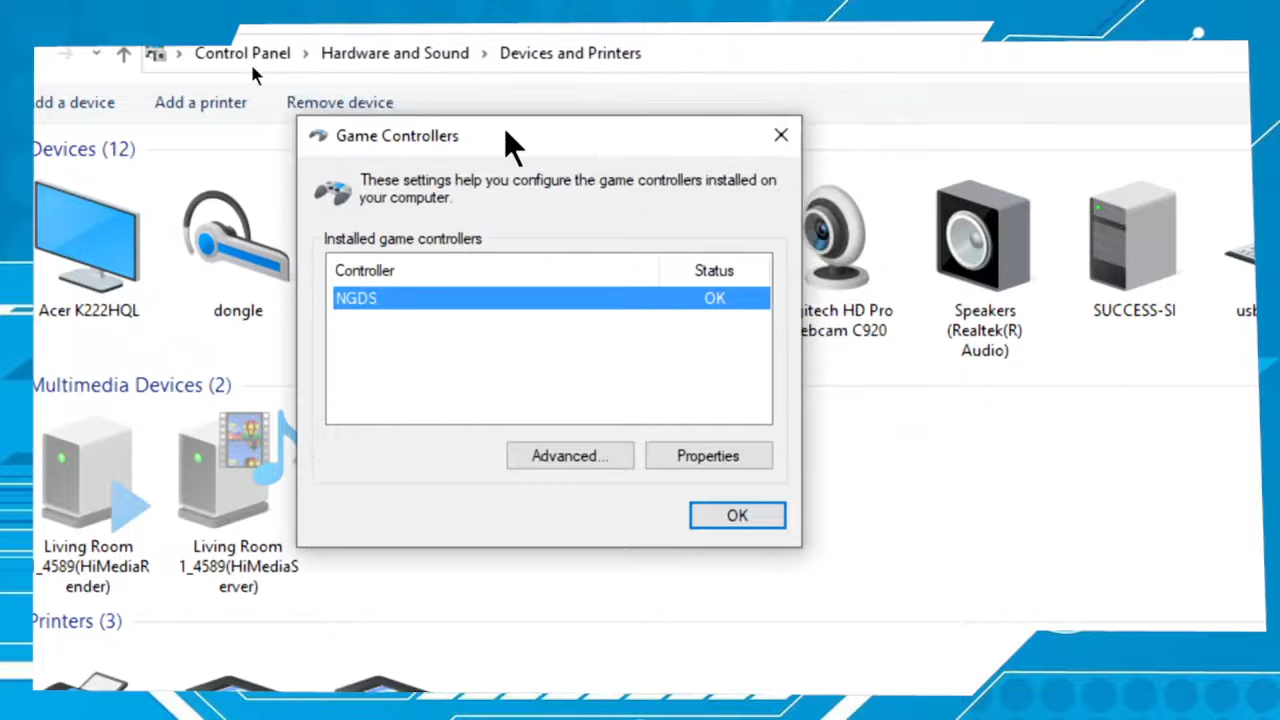 Control Panel > Hardware and Sound > Devices and Printers
dd a device Add a printer Remove device
Game Controllers
Devices (12)
These settings help you configure the game controllers installed on
your computer.
Installed game controllers
Controller Status
NGDS OK
Acer K222HQL
dongle
itech HD Pro
ebcam C920
Speakers
(Realtek(R)
Audio)
SUCCESS-SI
usb
Multimedia Devices (2)
Advanced... Properties
OK
Living Room
1_4589(HiMediaR
ender)
Living Room
1_4589(HiMediaS
erver)
Printers (3)